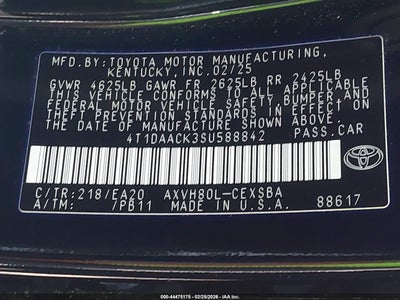 MFD.BY:TOYOTA MOTOR MANUFACTURING,
KENTUCKY, INC.02/25
GVWR 4625LB GAWR FR 2625LB RR 2425LB
THIS VEHICLE CONFORMS TO ALL APPLICABLE
FEDERAL MOTOR VEHICLE SAFETY, BUMPER, AND
THEFT PREVENTION STANDARDS IN EFFECT ON
THE DATE OF MANUFACTURE SHOWN ABOVE.
4T1DAACK3SU588842 PASS.CAR
C/TR:218/EA20 AXVH80L-CEXSBA
A/TM: /PB11 MADE IN U.S.A. 88617
TOYOTA
000-44475175 - 02/25/2026 - IAA Inc.